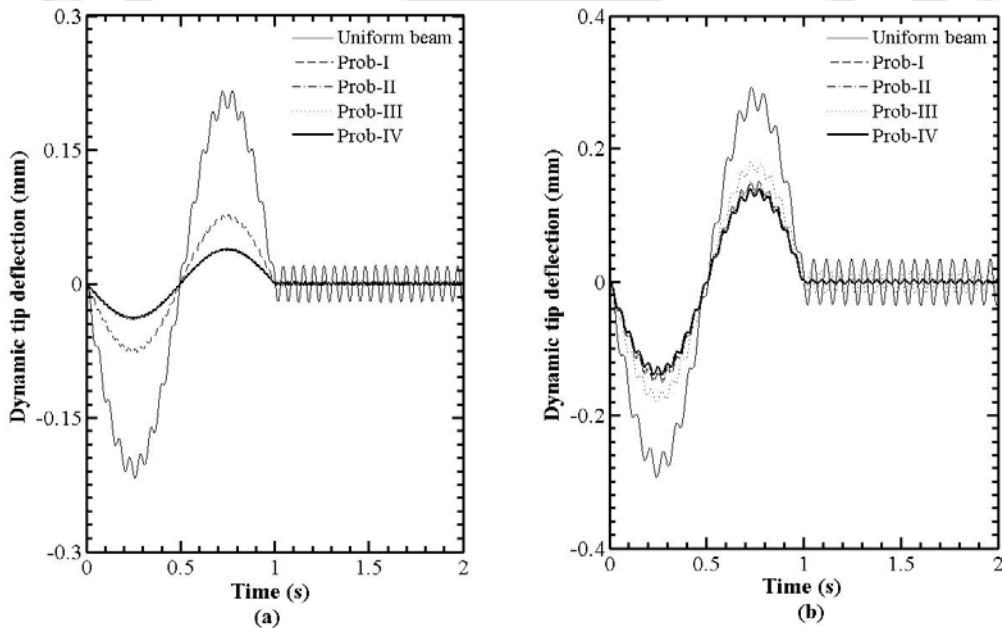 Dynamic tip deflection (mm)
0.3
0.15
0
-0.15
-0.3
Uniform beam
Prob-I
Prob-II
Prob-III
Prob-IV
0 0.5 1 1.5 2
Time (s)
(a)
Dynamic tip deflection (mm)
0.4
0.2
0
-0.2
-0.4
Uniform beam
Prob-I
Prob-II
Prob-III
Prob-IV
0 0.5 1 1.5 2
Time (s)
(b)